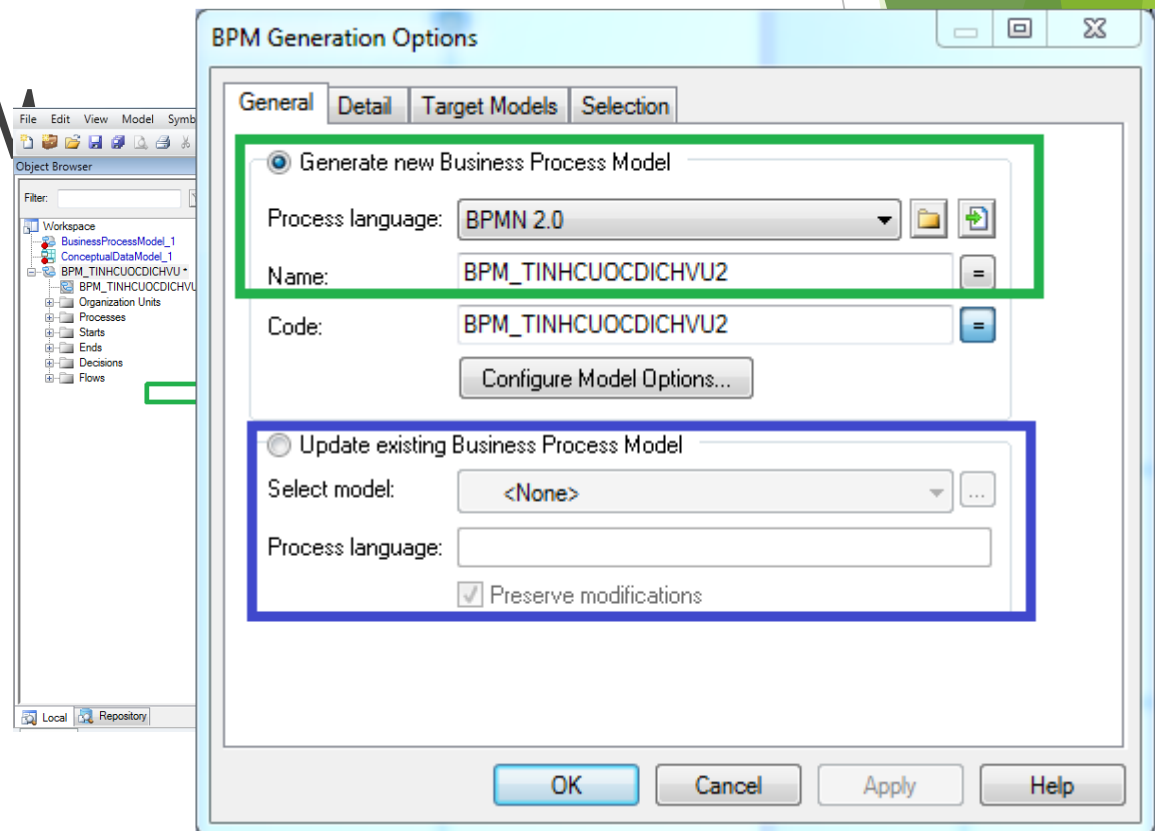 BPM Generation Options
General Detail Target Models Selection
Generate new Business Process Model
Process language: BPMN 2.0
Name: BPM_TINHCUOCDICHVU2 =
Code: BPM_TINHCUOCDICHVU2 =
Configure Model Options...
Update existing Business Process Model
Select model: <None> ...
Process language:
Preserve modifications
OK Cancel Apply Help
File Edit View Model Symb
Object Browser
Filter:
Workspace
BusinessProcessModel_1
ConceptualDataModel_1
BPM_TINHCUOCDICHVU *
BPM_TINHCUOCDICHVU
Organization Units
Processes
Starts
Ends
Decisions
Flows
Local Repository